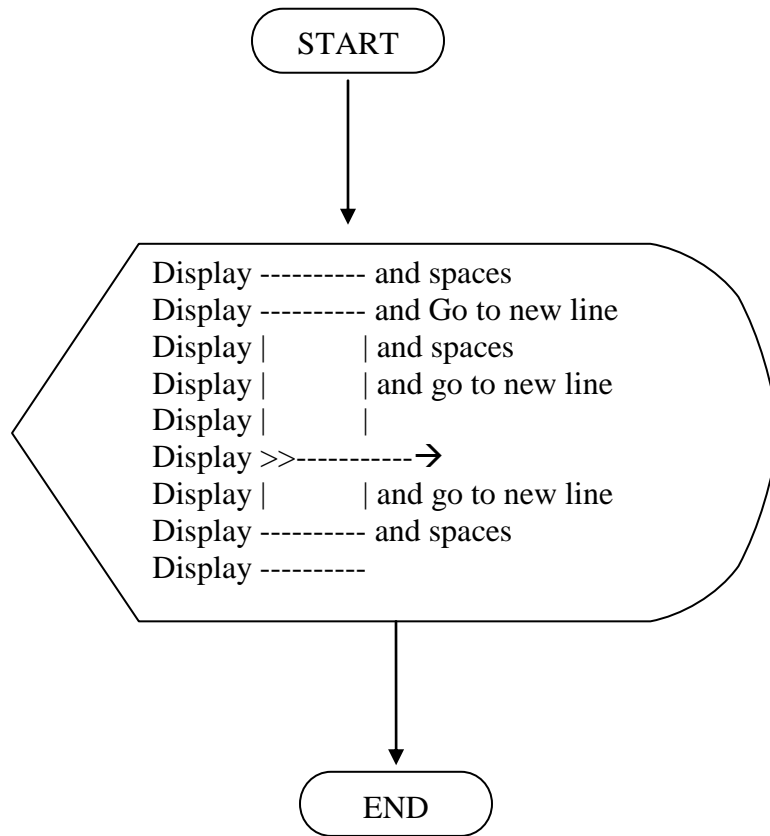 START
Display ---------- and spaces
Display ---------- and Go to new line
Display |          | and spaces
Display |          | and go to new line
Display |          |
Display >>-----------→
Display |          | and go to new line
Display ---------- and spaces
Display ----------
END